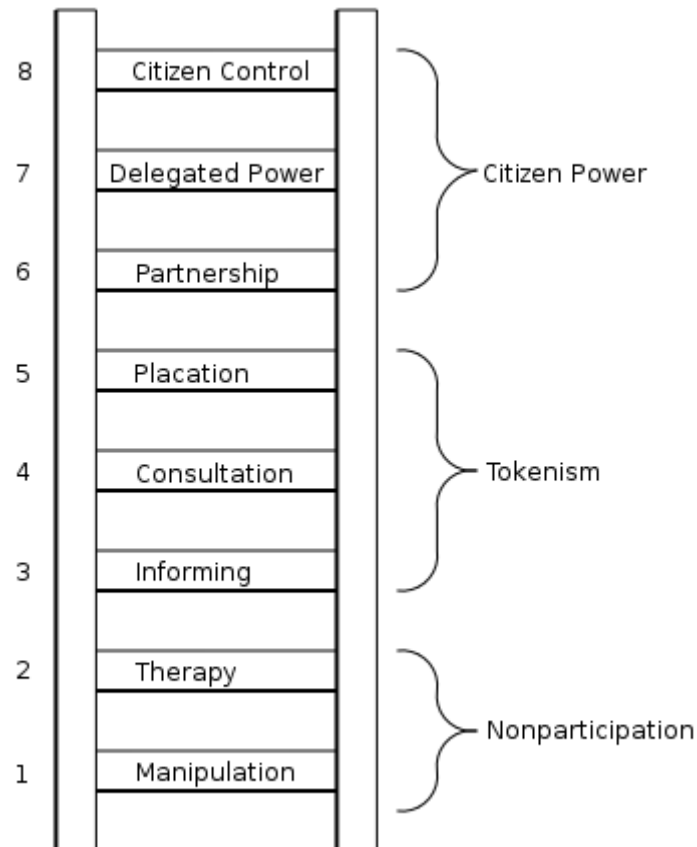 8 Citizen Control
7 Delegated Power
Citizen Power
6 Partnership
5 Placation
4 Consultation
Tokenism
3 Informing
2 Therapy
Nonparticipation
1 Manipulation